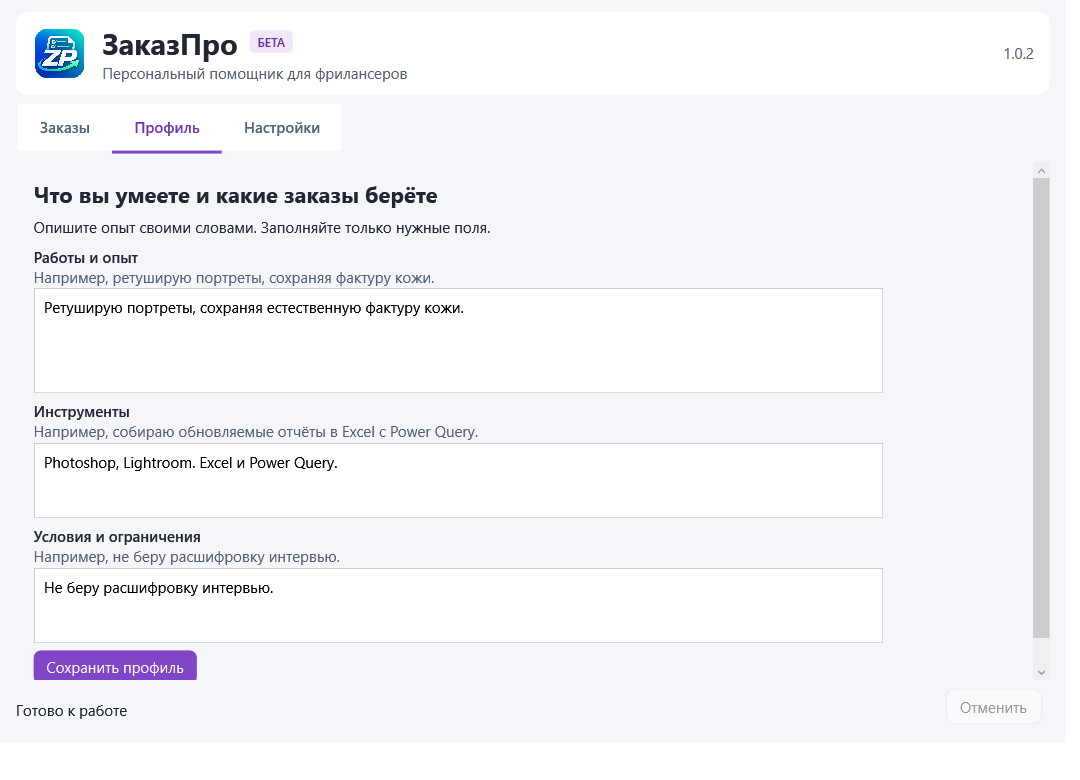 ZP
ЗаказПро
БЕТА
Персональный помощник для фрилансеров
1.0.2
Заказы
Профиль
Настройки
Что вы умеете и какие заказы берёте
Опишите опыт своими словами. Заполняйте только нужные поля.
Работы и опыт
Например, ретуширую портреты, сохраняя фактуру кожи.
Ретуширую портреты, сохраняя естественную фактуру кожи.
Инструменты
Например, собираю обновляемые отчёты в Excel с Power Query.
Photoshop, Lightroom. Excel и Power Query.
Условия и ограничения
Например, не беру расшифровку интервью.
Не беру расшифровку интервью.
Сохранить профиль
Готово к работе
Отменить